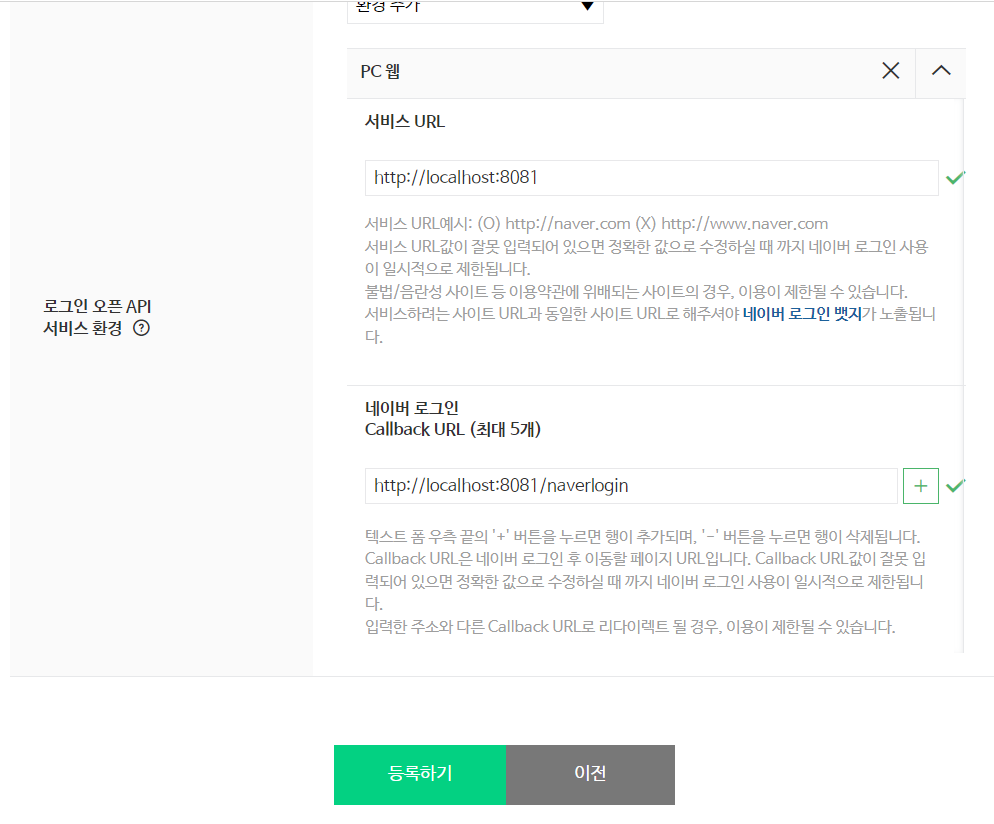 환경 추가
PC 웹
서비스 URL
http://localhost:8081
서비스 URL예시: (O) http://naver.com (X) http://www.naver.com
서비스 URL값이 잘못 입력되어 있으면 정확한 값으로 수정하실 때 까지 네이버 로그인 사용
이 일시적으로 제한됩니다.
불법/음란성 사이트 등 이용약관에 위배되는 사이트의 경우, 이용이 제한될 수 있습니다.
서비스하려는 사이트 URL과 동일한 사이트 URL로 해주셔야 네이버 로그인 뱃지가 노출됩니
다.
로그인 오픈 API
서비스 환경 ?
네이버 로그인
Callback URL (최대 5개)
http://localhost:8081/naverlogin
+
텍스트 폼 우측 끝의 '+' 버튼을 누르면 행이 추가되며, '-' 버튼을 누르면 행이 삭제됩니다.
Callback URL은 네이버 로그인 후 이동할 페이지 URL입니다. Callback URL값이 잘못 입
력되어 있으면 정확한 값으로 수정하실 때 까지 네이버 로그인 사용이 일시적으로 제한됩니
다.
입력한 주소와 다른 Callback URL로 리다이렉트 될 경우, 이용이 제한될 수 있습니다.
등록하기
이전